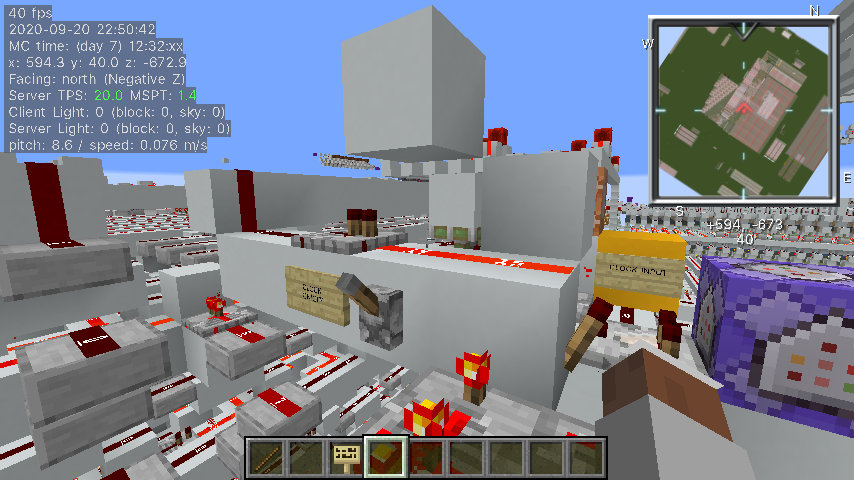 40 fps
2020-09-20 22:50:42
MC time: (day 7) 12:32:xx
x: 594.3 y: 40.0 z: -672.9
Facing: north (Negative Z)
Server TPS: 20.0 MSPT: 1.4
Client Light: 0 (block: 0, sky: 0)
Server Light: 0 (block: 0, sky: 0)
pitch: 8.6 / speed: 0.076 m/s
N
W
E
S
+594, -673
40'
CLOCK INPUT
CLOCK